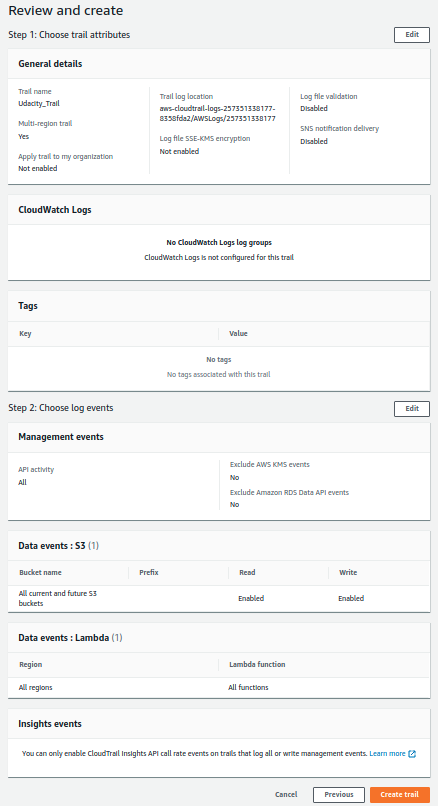 Review and create
Step 1: Choose trail attributes
Edit
General details
Trail name
Udacity_Trail
Multi-region trail
Yes
Apply trail to my organization
Not enabled
Trail log location
aws-cloudtrail-logs-257351338177-
8358fda2/AWSLogs/257351338177
Log file SSE-KMS encryption
Not enabled
Log file validation
Disabled
SNS notification delivery
Disabled
CloudWatch Logs
No CloudWatch Logs log groups
CloudWatch Logs is not configured for this trail
Tags
Key Value
No tags
No tags associated with this trail
Step 2: Choose log events
Edit
Management events
API activity
All
Exclude AWS KMS events
No
Exclude Amazon RDS Data API events
No
Data events : S3 (1)
Bucket name Prefix Read Write
All current and future S3
buckets
Enabled Enabled
Data events : Lambda (1)
Region Lambda function
All regions All functions
Insights events
You can only enable CloudTrail Insights API call rate events on trails that log all or write management events. Learn more
Cancel Previous Create trail